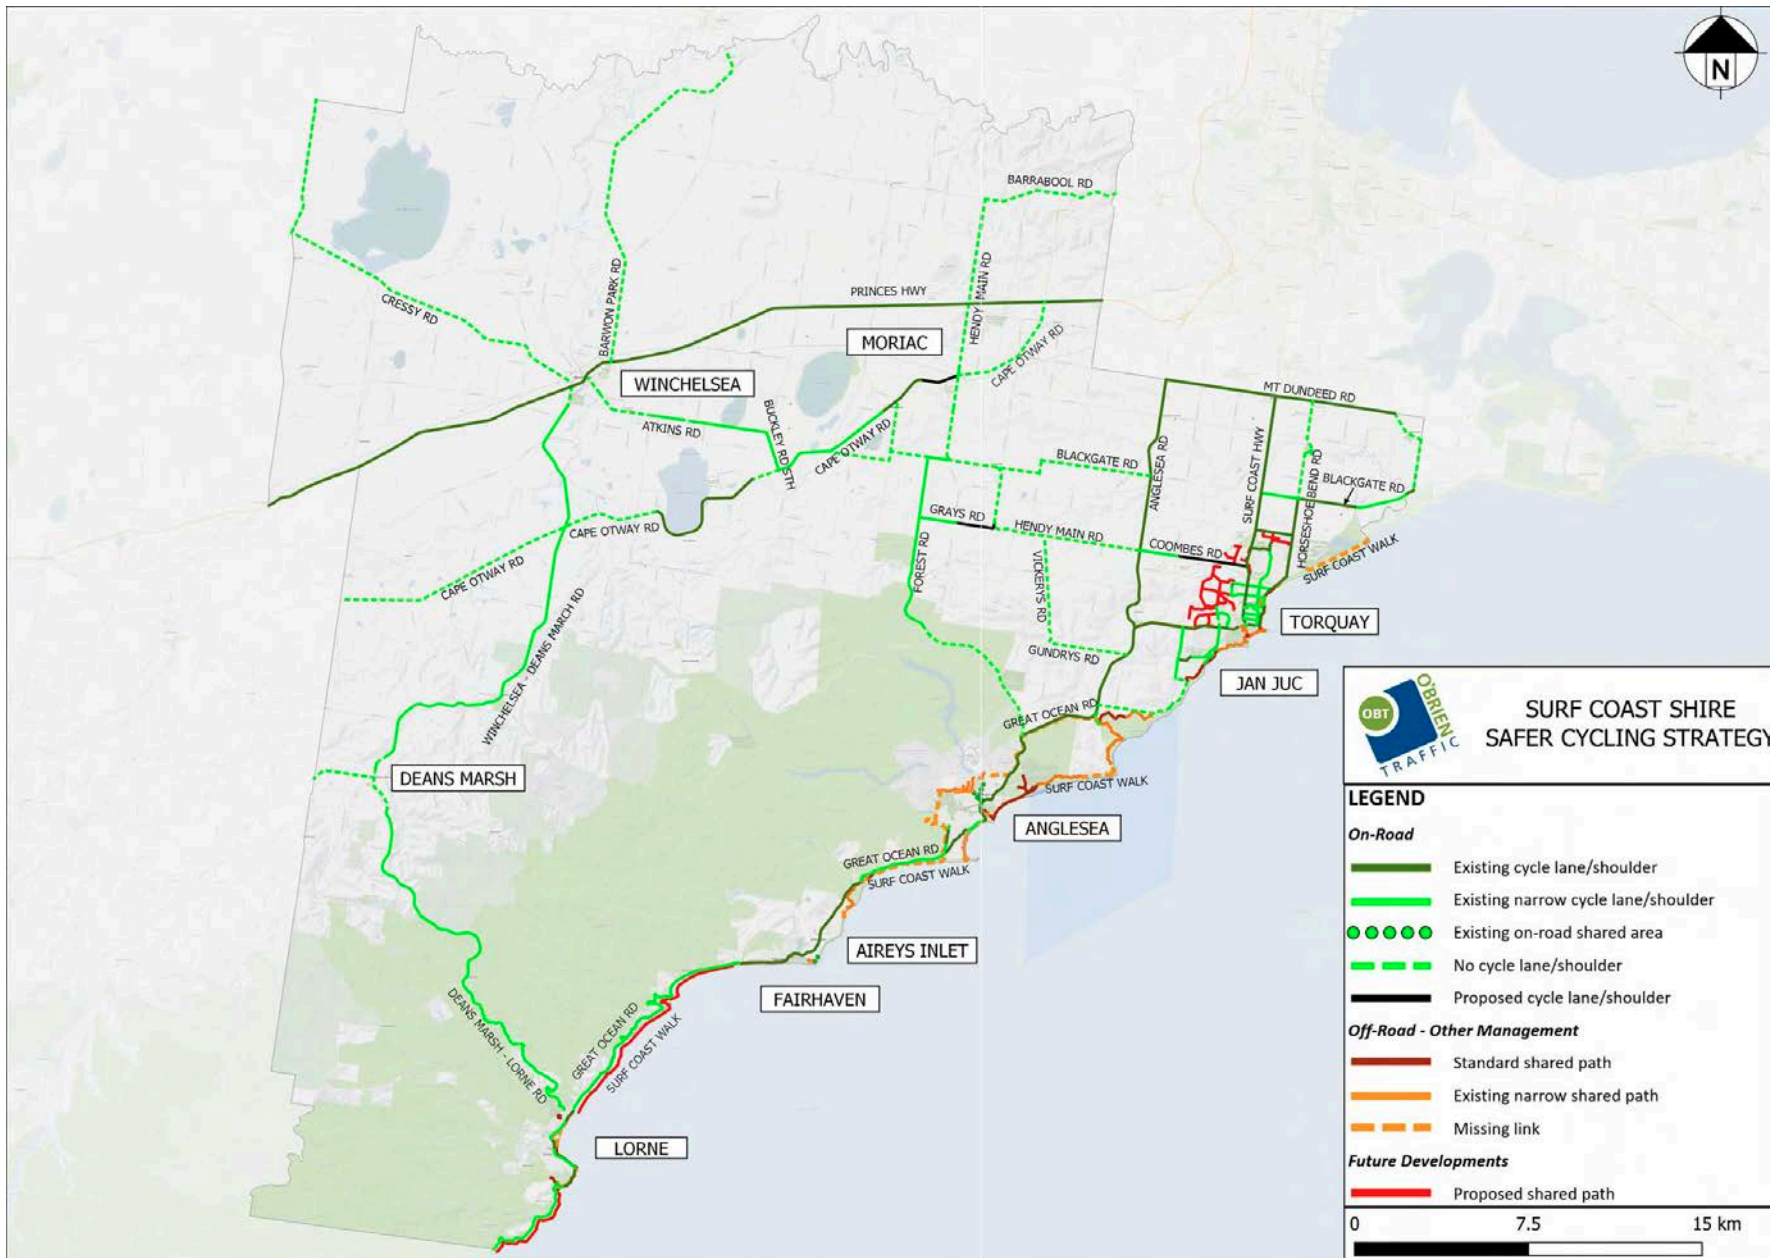 N
BARRABOOL RD
HENDY MAIN RD
BARWON PARK RD
CRESSY RD
PRINCES HWY
MORIAC
CAPE OTWAY RD
WINCHELSEA
MT DUNDEED RD
ATKINS RD
BUCKLEY RD STH
CAPE OTWAY RD
BLACKGATE RD
ANGLESEA RD
SURF COAST HWY
HORSESHOE BEND RD
BLACKGATE RD
GRAYS RD
HENDY MAIN RD
COOMBES RD
CAPE OTWAY RD
CAPE OTWAY RD
FOREST RD
VICKERYS RD
SURF COAST WALK
TORQUAY
WINCHELSEA - DEANS MARCH RD
GUNDRYS RD
JAN JUC
GREAT OCEAN RD
DEANS MARSH
SURF COAST WALK
ANGLESEA
GREAT OCEAN RD
SURF COAST WALK
AIREYS INLET
FAIRHAVEN
DEANS MARSH - LORNE RD
GREAT OCEAN RD
SURF COAST WALK
LORNE
OBT
O'BRIEN
TRAFFIC
SURF COAST SHIRE
SAFER CYCLING STRATEGY
LEGEND
On-Road
Existing cycle lane/shoulder
Existing narrow cycle lane/shoulder
Existing on-road shared area
No cycle lane/shoulder
Proposed cycle lane/shoulder
Off-Road - Other Management
Standard shared path
Existing narrow shared path
Missing link
Future Developments
Proposed shared path
0 7.5 15 km